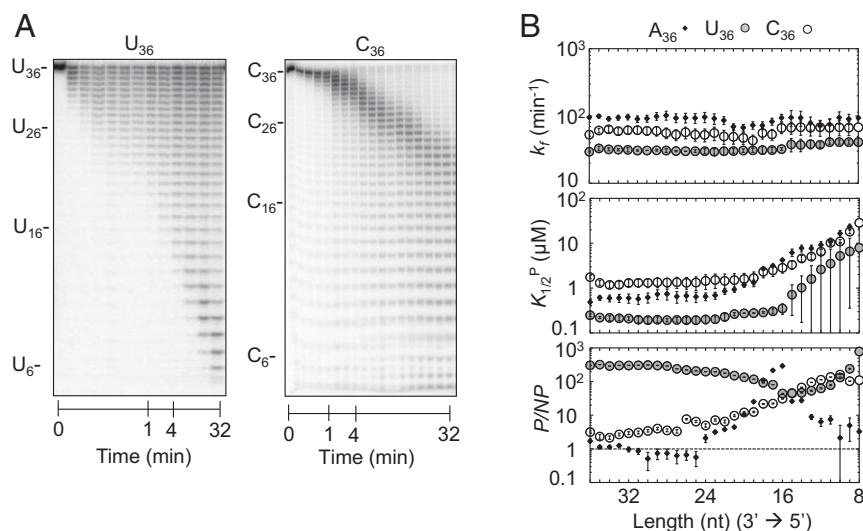 A
U36
C36
U36-
U26-
U16-
U6-
C36-
C26-
C16-
C6-
0 1 4 32
Time (min)
0 1 4 32
Time (min)
B
A36 U36 C36
kf (min-1)
10³
10²
10
K1/2P (µM)
10²
10
1
0.1
P/NP
10³
10²
10
1
0.1
32 24 16 8
Length (nt) (3' → 5')